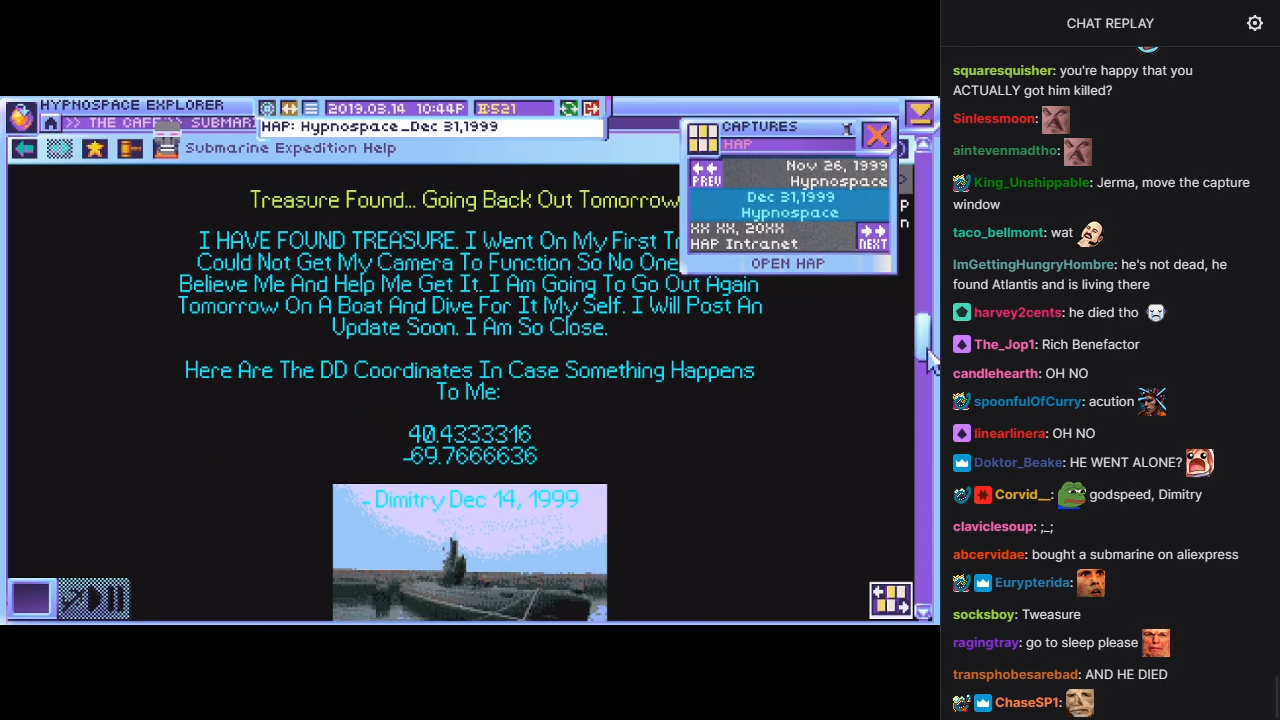 HYPNOSPACE EXPLORER
2019.03.14 10:44P
521
>> THE CAFE >> SUBMARI
HAP: Hypnospace_Dec 31,1999
Submarine Expedition Help
CAPTURES
HAP
PREV
Nov 26, 1999
Hypnospace
Dec 31,1999
Hypnospace
XX XX, 20XX
HAP Intranet
NEXT
OPEN HAP
Treasure Found... Going Back Out Tomorrow
I HAVE FOUND TREASURE. I Went On My First Tr
Could Not Get My Camera To Function So No One
Believe Me And Help Me Get It. I Am Going To Go Out Again
Tomorrow On A Boat And Dive For It My Self. I Will Post An
Update Soon. I Am So Close.
Here Are The DD Coordinates In Case Something Happens
To Me:
40.4333316
-69.7666636
- Dimitry Dec 14, 1999
P
n
CHAT REPLAY
squaresquisher: you're happy that you
ACTUALLY got him killed?
Sinlessmoon:
aintevenmadtho:
King_Unshippable: Jerma, move the capture
window
taco_bellmont: wat
ImGettingHungryHombre: he's not dead, he
found Atlantis and is living there
harvey2cents: he died tho
The_Jop1: Rich Benefactor
candlehearth: OH NO
spoonfulOfCurry: acution
linearlinera: OH NO
Doktor_Beake: HE WENT ALONE?
Corvid__: godspeed, Dimitry
claviclesoup: ;_;
abcervidae: bought a submarine on aliexpress
Eurypterida:
socksboy: Tweasure
ragingtray: go to sleep please
transphobesarebad: AND HE DIED
ChaseSP1: